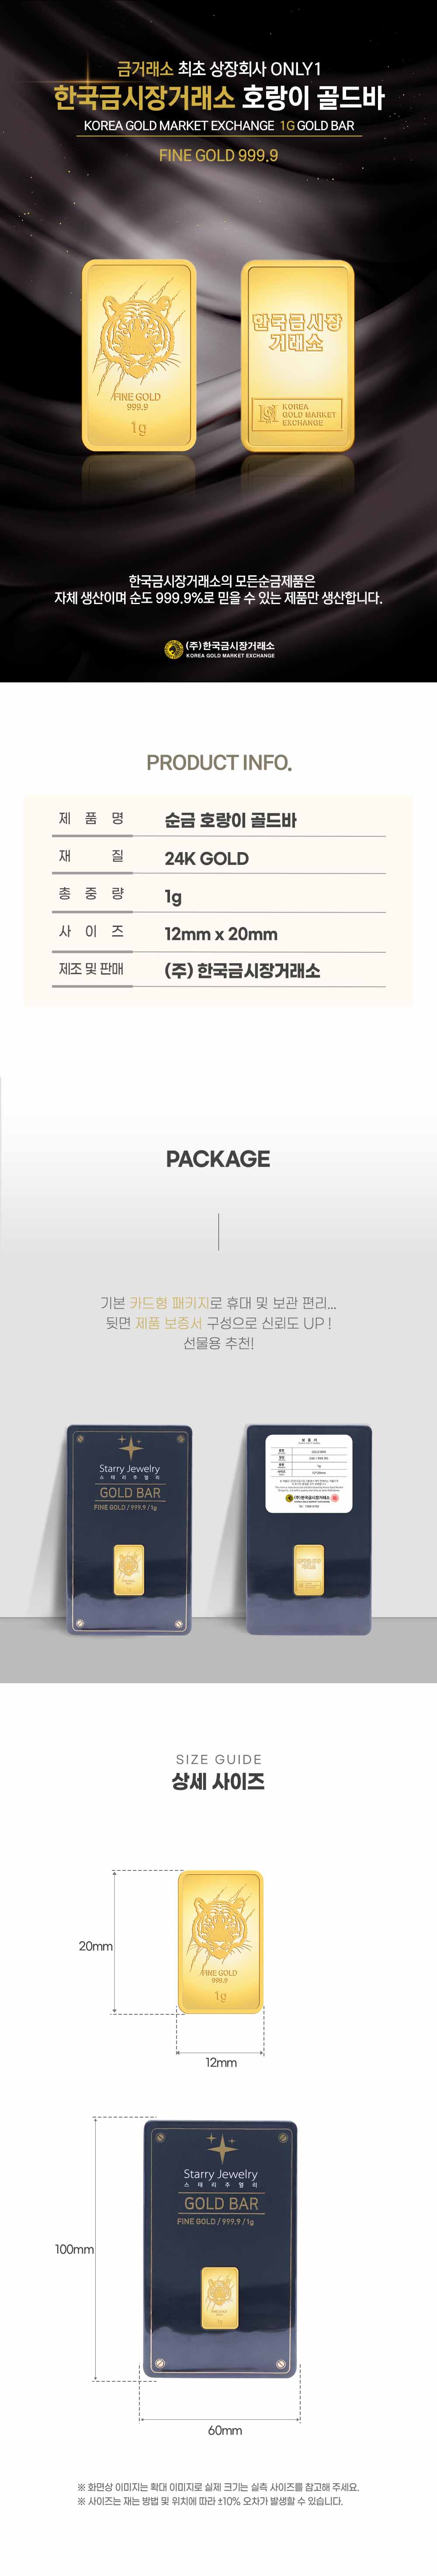 금거래소 최초 상장회사 ONLY1
한국금시장거래소 호랑이 골드바
KOREA GOLD MARKET EXCHANGE 1G GOLD BAR
FINE GOLD 999.9
FINE GOLD
999.9
1g
한국금시장
거래소
KOREA
GOLD MARKET
EXCHANGE
한국금시장거래소의 모든순금제품은
자체 생산이며 순도 999.9%로 믿을 수 있는 제품만 생산합니다.
(주)한국금시장거래소
KOREA GOLD MARKET EXCHANGE
PRODUCT INFO.
제 품 명 순금 호랑이 골드바
재 질 24K GOLD
총 중 량 1g
사 이 즈 12mm x 20mm
제조 및 판매 (주) 한국금시장거래소
PACKAGE
기본 카드형 패키지로 휴대 및 보관 편리...
뒷면 제품 보증서 구성으로 신뢰도 UP !
선물용 추천!
Starry Jewelry
스 태 리 주 얼 리
GOLD BAR
FINE GOLD / 999.9 / 1g
보 증 서
GOLD BAR
1g
12*20mm
(주)한국금시장거래소
SIZE GUIDE
상세 사이즈
20mm
FINE GOLD
999.9
1g
12mm
Starry Jewelry
스 태 리 주 얼 리
GOLD BAR
FINE GOLD / 999.9 / 1g
100mm
60mm
※ 화면상 이미지는 확대 이미지로 실제 크기는 실측 사이즈를 참고해 주세요.
※ 사이즈는 재는 방법 및 위치에 따라 ±10% 오차가 발생할 수 있습니다.